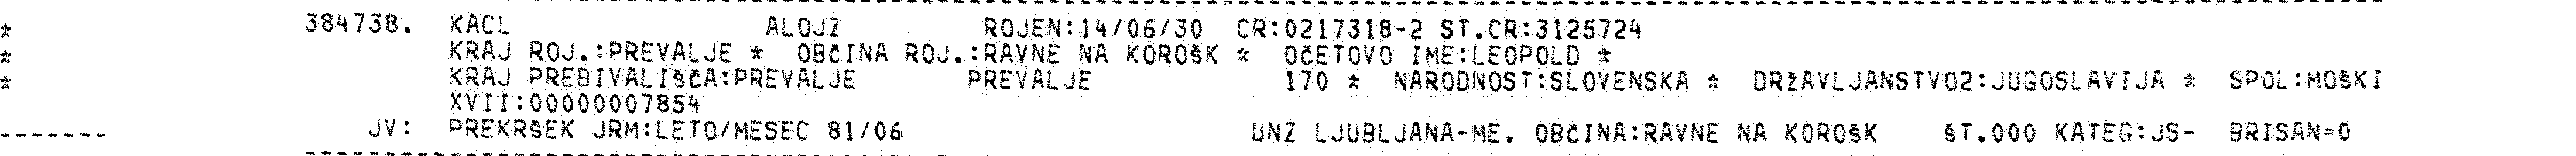 * 384738. KACL ALOJZ ROJEN:14/06/30 CR:0217318-2 ST.CR:3125724
* KRAJ ROJ.:PREVALJE * OBČINA ROJ.:RAVNE NA KOROŠK * OČETOVO IME:LEOPOLD *
* KRAJ PREBIVALIŠČA:PREVALJE PREVALJE 170 * NARODNOST:SLOVENSKA * DRŽAVLJANSTVO2:JUGOSLAVIJA * SPOL:MOŠKI
XVII:00000007854
------- JV: PREKRŠEK JRM:LETO/MESEC 81/06 UNZ LJUBLJANA-ME. OBČINA:RAVNE NA KOROŠK ŠT.000 KATEG:JS- BRISAN=0